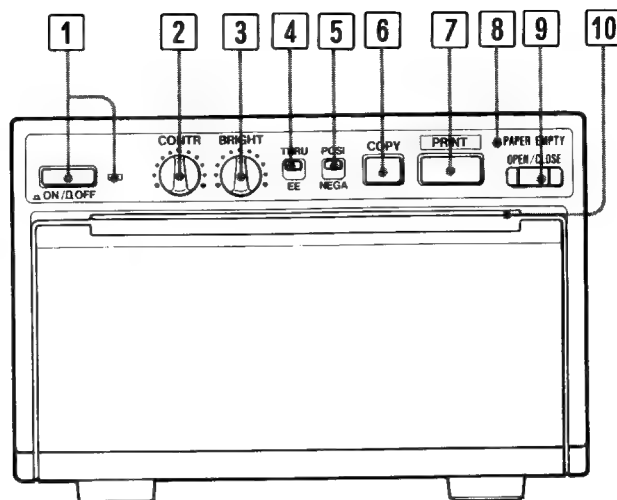 1 2 3 4 5 6 7 8 9 10
CONTR BRIGHT THRU POSI COPY PRINT PAPER EMPTY
OPEN/CLOSE
ON/OFF EE NEGA